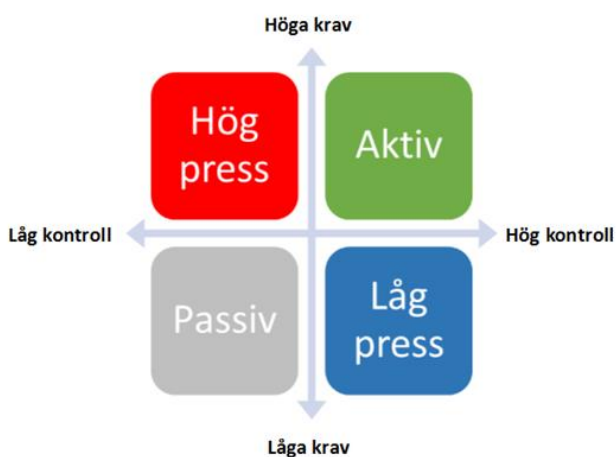 Höga krav
Hög
press
Aktiv
Låg kontroll
Hög kontroll
Passiv
Låg
press
Låga krav